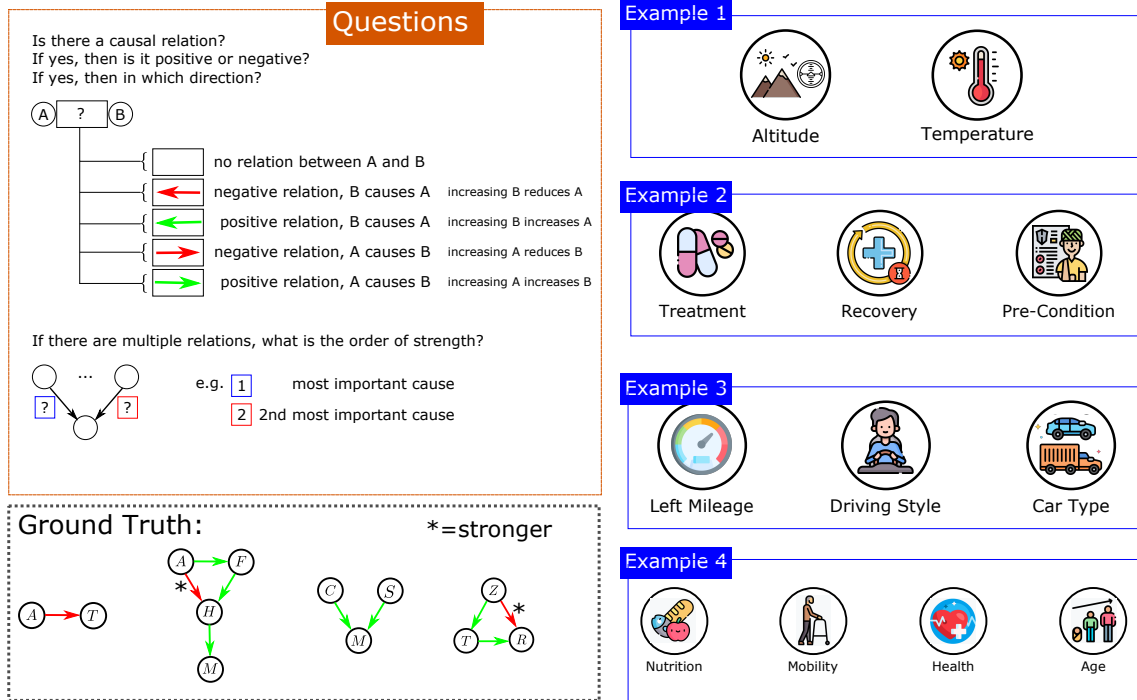 Questions
Is there a causal relation?
If yes, then is it positive or negative?
If yes, then in which direction?
A ? B
no relation between A and B
negative relation, B causes A increasing B reduces A
positive relation, B causes A increasing B increases A
negative relation, A causes B increasing A reduces B
positive relation, A causes B increasing A increases B
If there are multiple relations, what is the order of strength?
...
? ?
e.g. 1 most important cause
2 2nd most important cause
Ground Truth:
*=stronger
A T
A F
*
H
M
C S
M
Z
*
T R
Example 1
Altitude Temperature
Example 2
Treatment Recovery Pre-Condition
Example 3
Left Mileage Driving Style Car Type
Example 4
Nutrition Mobility Health Age